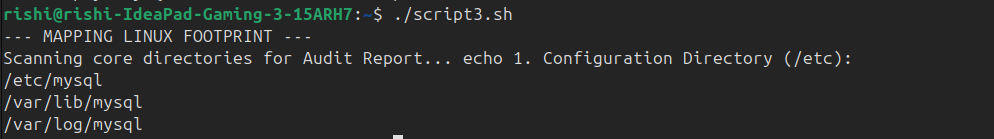 rishi@rishi-IdeaPad-Gaming-3-15ARH7:~$ ./script3.sh
--- MAPPING LINUX FOOTPRINT ---
Scanning core directories for Audit Report... echo 1. Configuration Directory (/etc):
/etc/mysql
/var/lib/mysql
/var/log/mysql